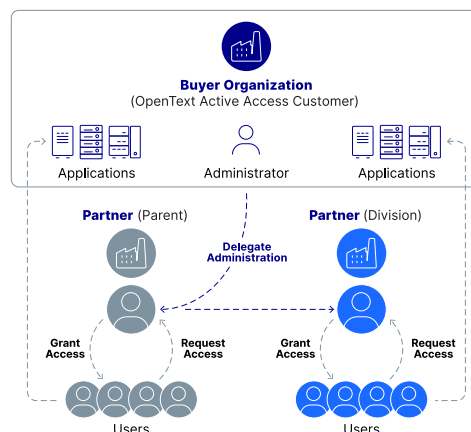 Buyer Organization
(OpenText Active Access Customer)
Applications
Administrator
Applications
Partner (Parent)
Partner (Division)
Delegate
Administration
Grant
Access
Request
Access
Grant
Access
Request
Access
Users
Users